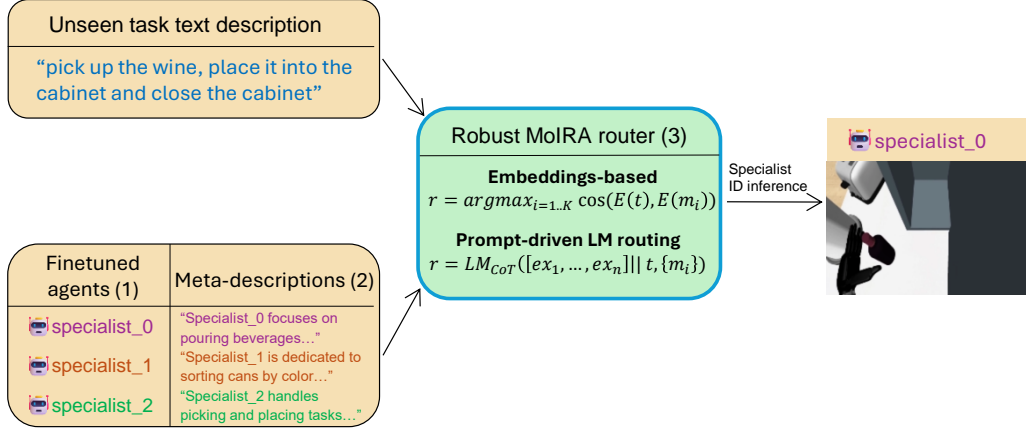 Unseen task text description
“pick up the wine, place it into the
cabinet and close the cabinet”
Finetuned
agents (1)
Meta-descriptions (2)
specialist_0
“Specialist_0 focuses on
pouring beverages…”
specialist_1
“Specialist_1 is dedicated to
sorting cans by color…”
specialist_2
“Specialist_2 handles
picking and placing tasks…”
Robust MoIRA router (3)
Embeddings-based
r = argmax_{i=1..K} cos(E(t), E(m_i))
Prompt-driven LM routing
r = LM_{CoT}([ex_1, … , ex_n]|| t, {m_i})
Specialist
ID inference
specialist_0